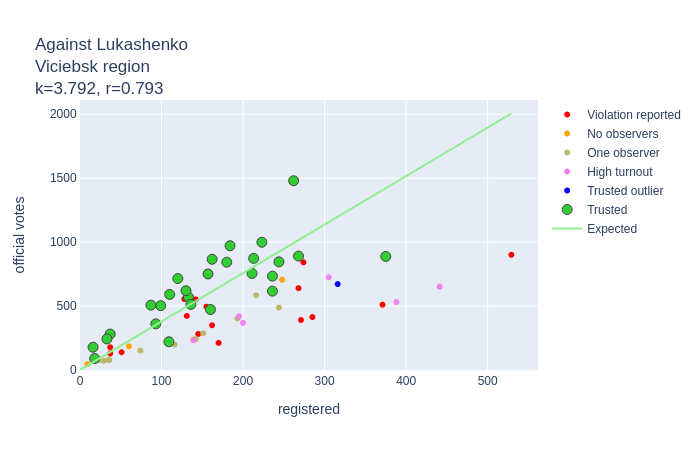 Against Lukashenko
Viciebsk region
k=3.792, r=0.793
2000
1500
1000
500
0
official votes
0 100 200 300 400 500
registered
Violation reported
No observers
One observer
High turnout
Trusted outlier
Trusted
Expected